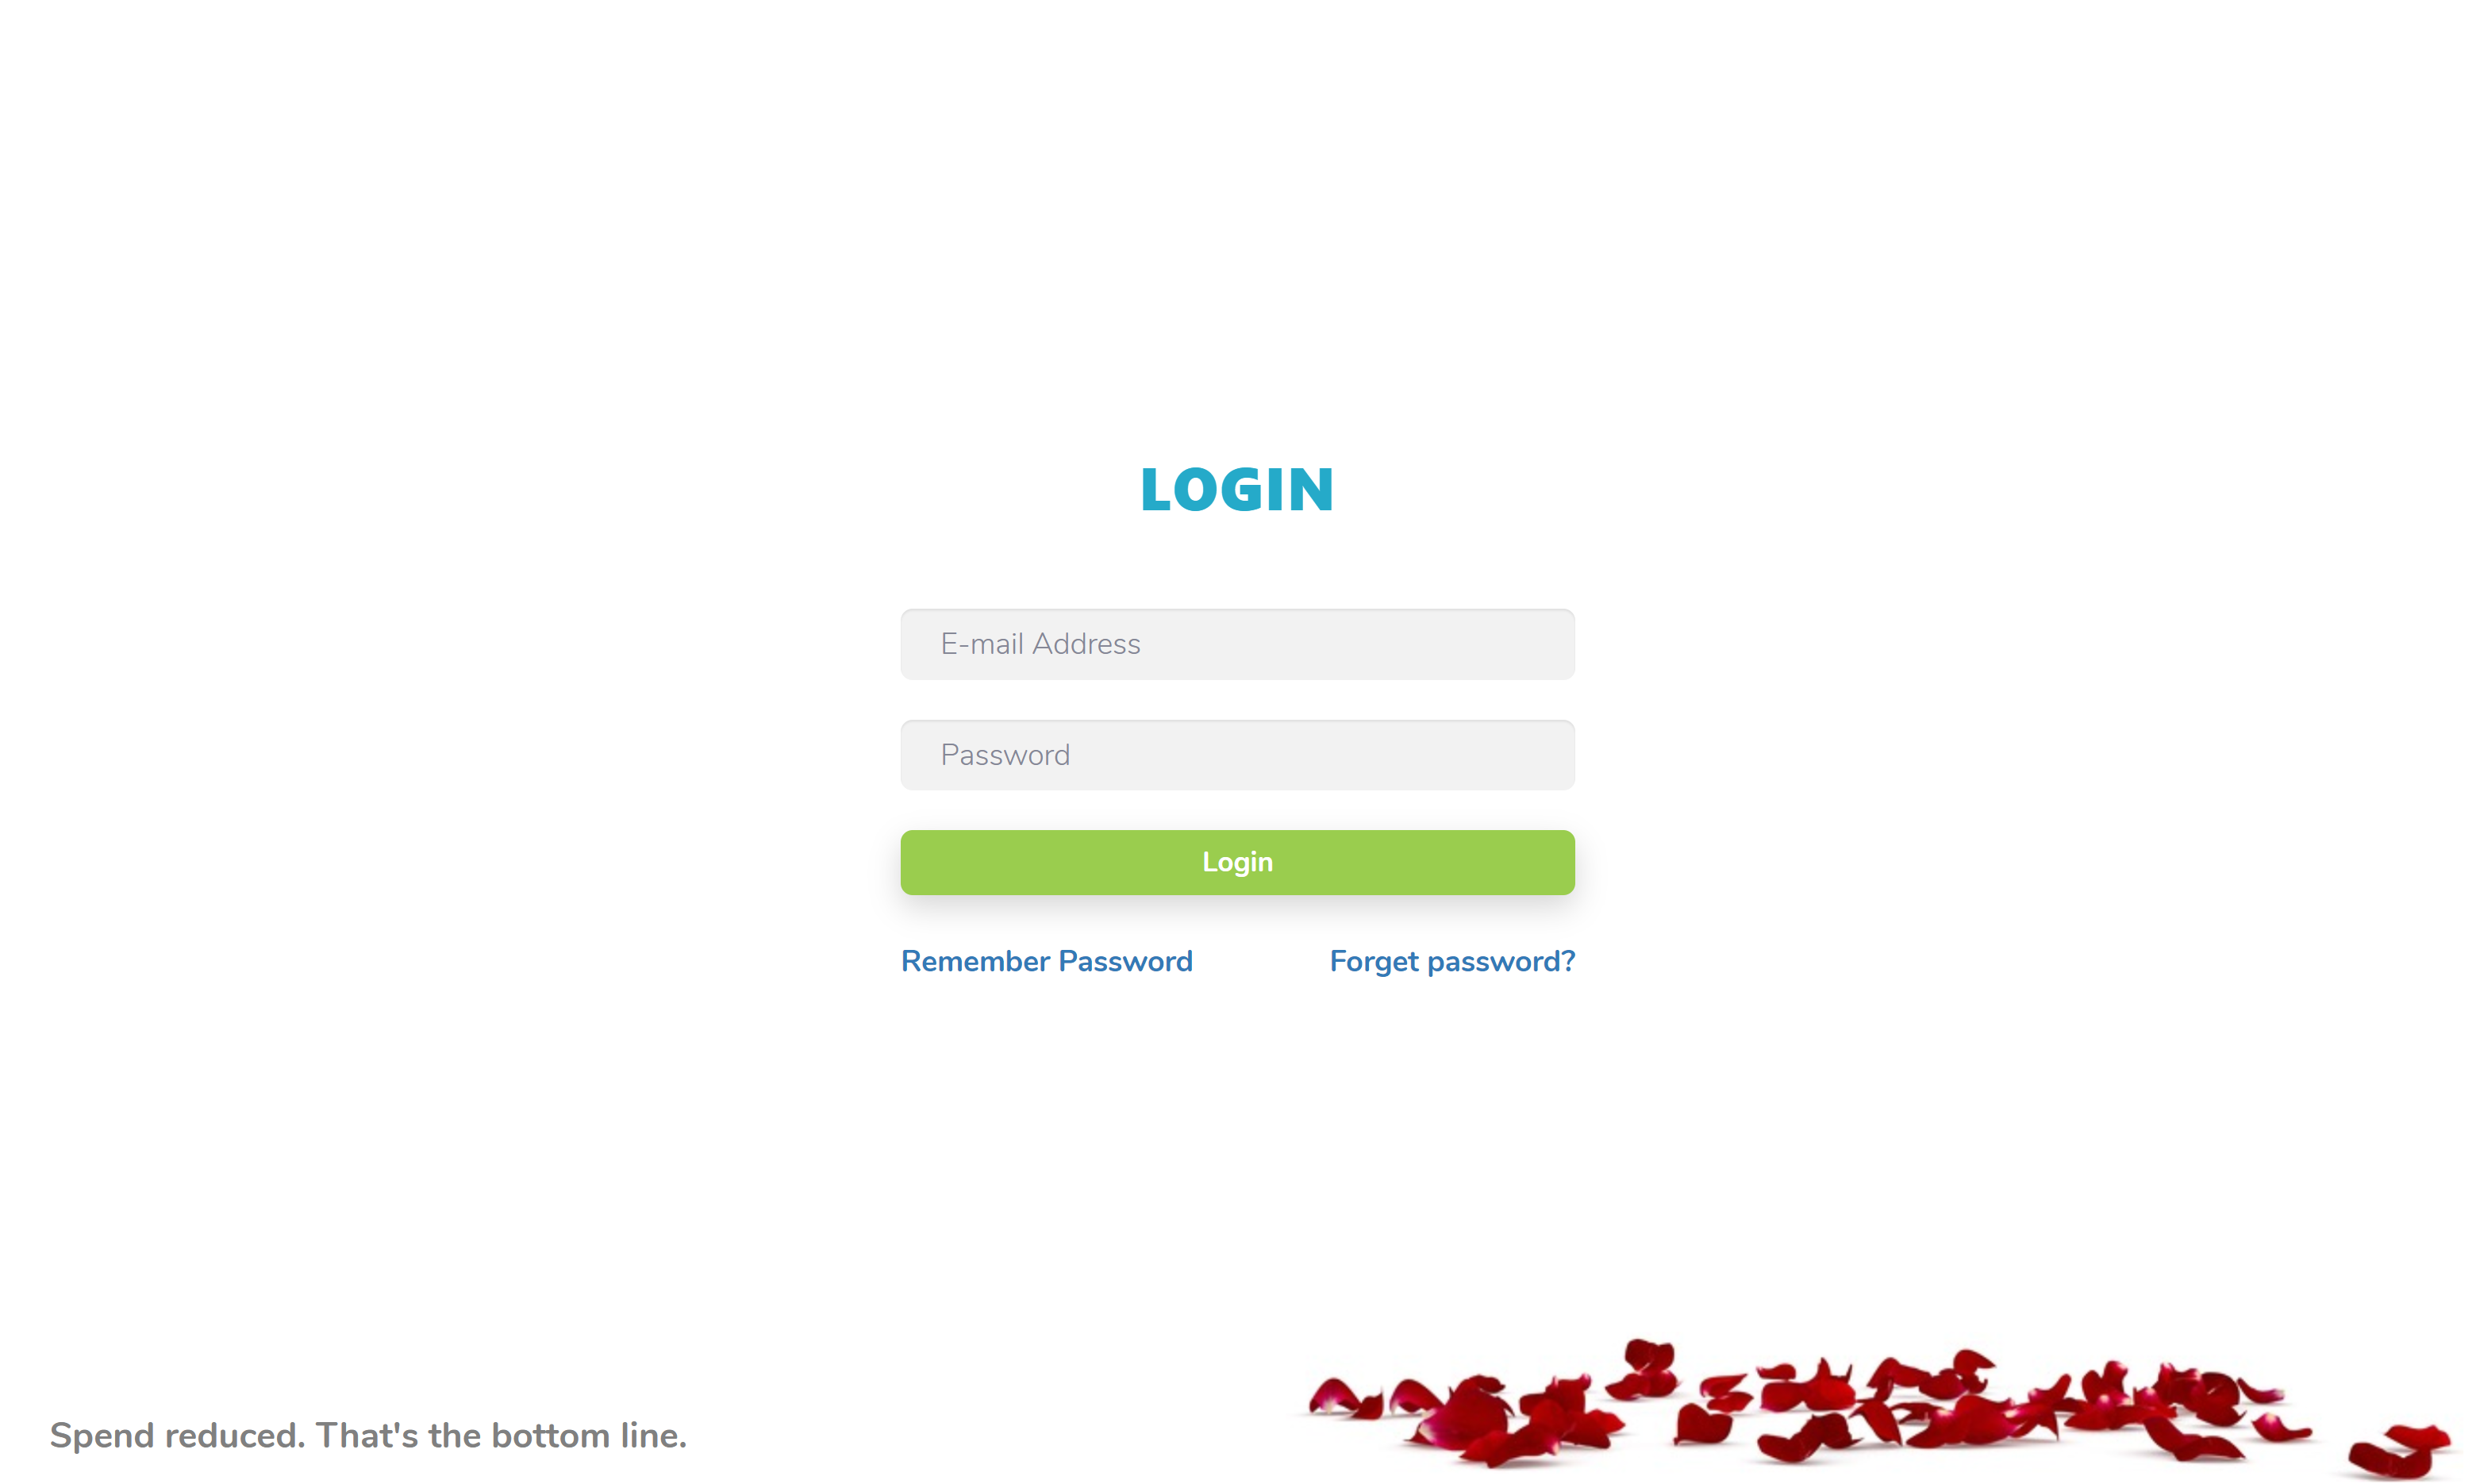 LOGIN
E-mail Address
Password
Login
Remember Password
Forget password?
Spend reduced. That's the bottom line.